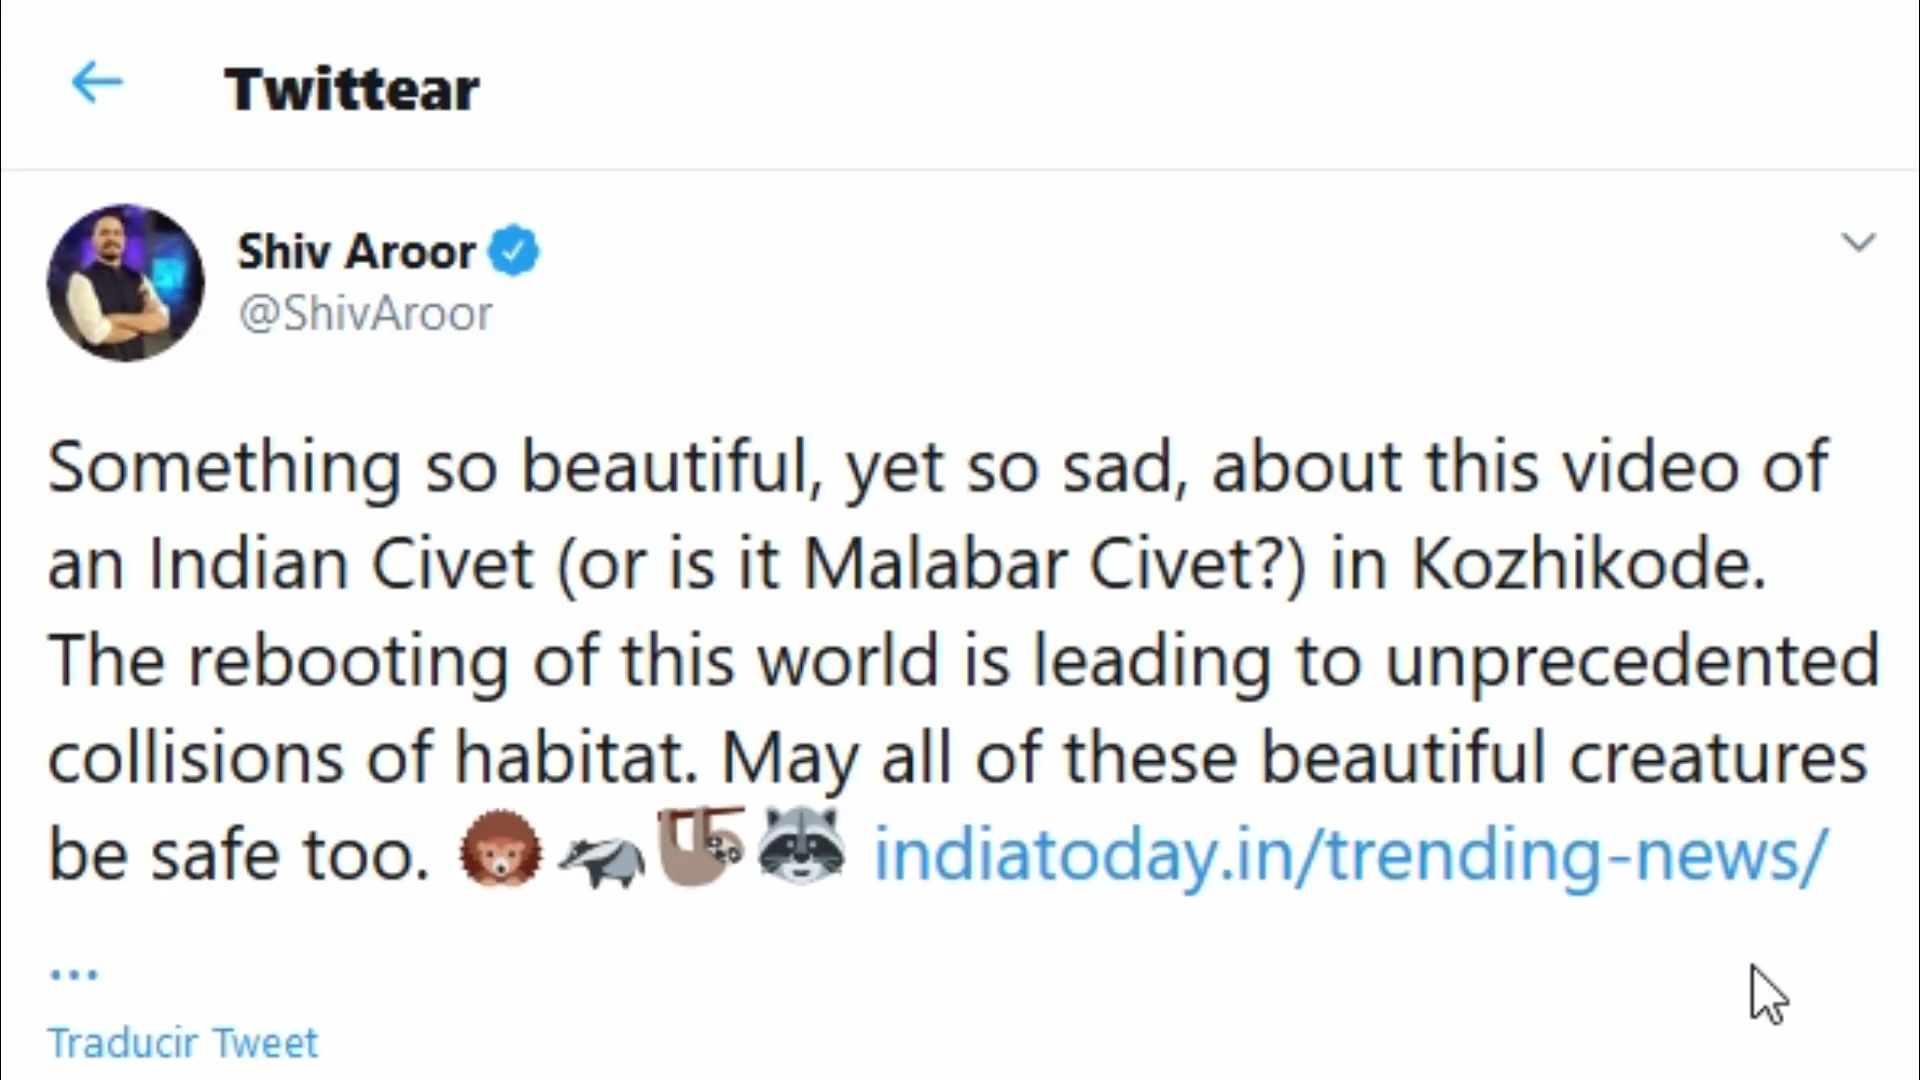 Twittear
Shiv Aroor
@ShivAroor
Something so beautiful, yet so sad, about this video of
an Indian Civet (or is it Malabar Civet?) in Kozhikode.
The rebooting of this world is leading to unprecedented
collisions of habitat. May all of these beautiful creatures
be safe too. 🦔🦡🦥🦝 indiatoday.in/trending-news/
...
Traducir Tweet